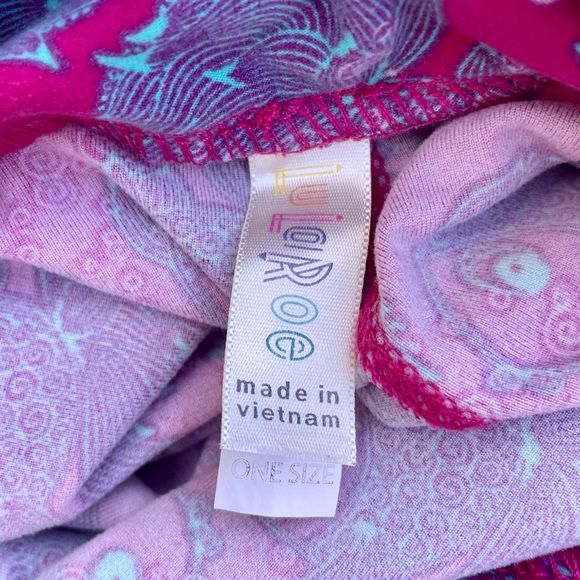 LuLaRoe
made in
vietnam
ONE SIZE